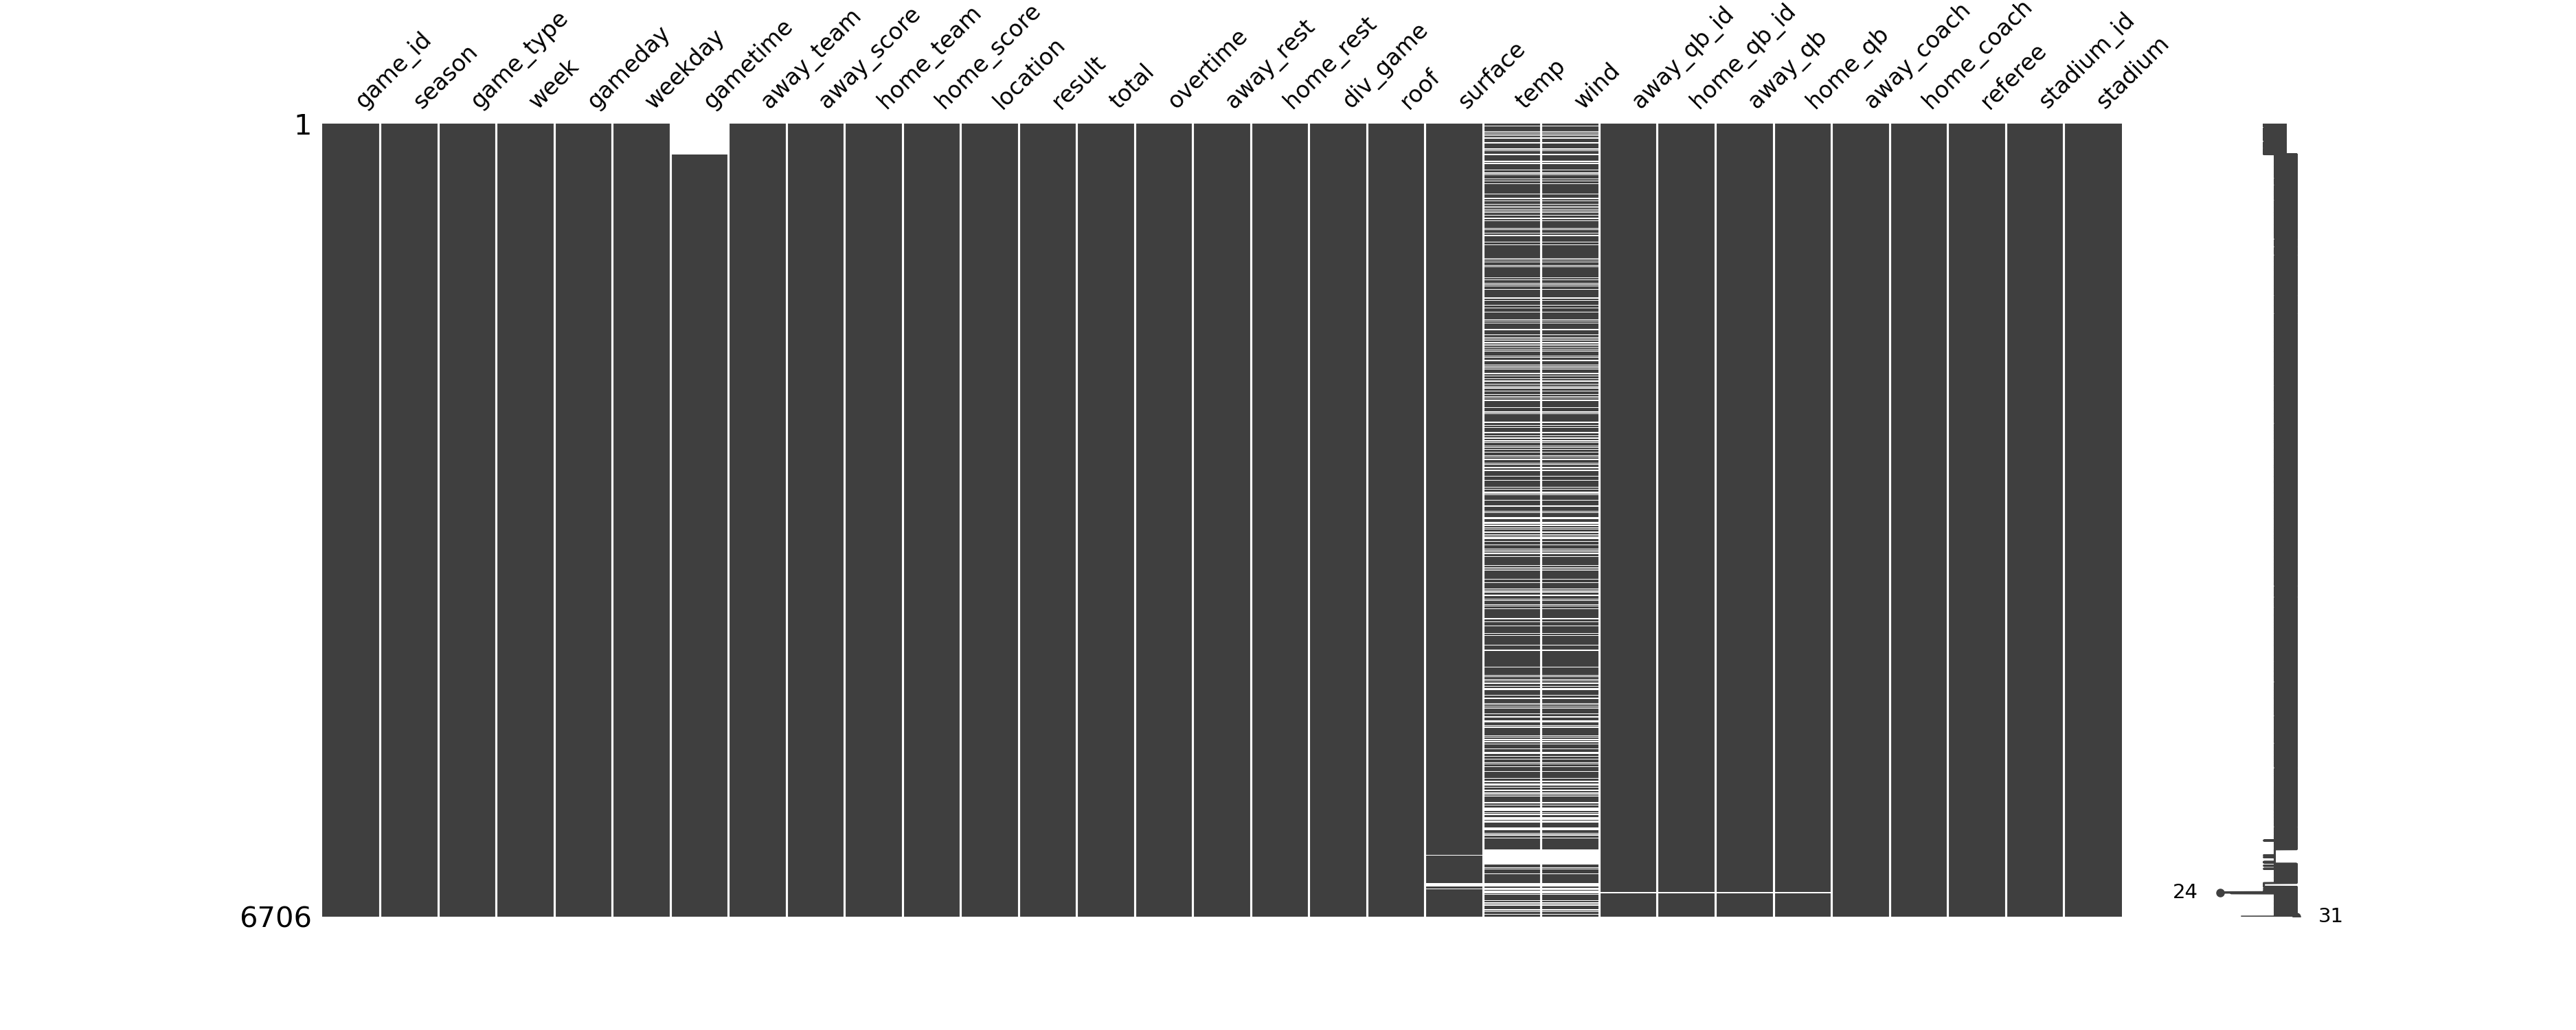 game_id
season
game_type
week
gameday
weekday
gametime
away_team
away_score
home_team
home_score
location
result
total
overtime
away_rest
home_rest
div_game
roof
surface
temp
wind
away_qb_id
home_qb_id
away_qb
home_qb
away_coach
home_coach
referee
stadium_id
stadium
1
24
31
6706